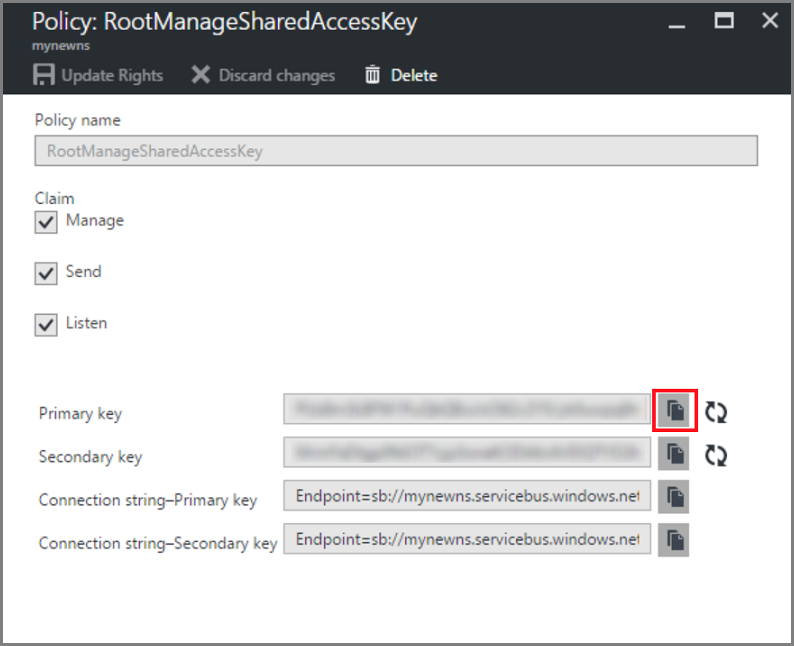 Policy: RootManageSharedAccessKey
mynewns
Update Rights Discard changes Delete
Policy name
RootManageSharedAccessKey
Claim
Manage
Send
Listen
Primary key
Secondary key
Connection string–Primary key Endpoint=sb://mynewns.servicebus.windows.net
Connection string–Secondary key Endpoint=sb://mynewns.servicebus.windows.net